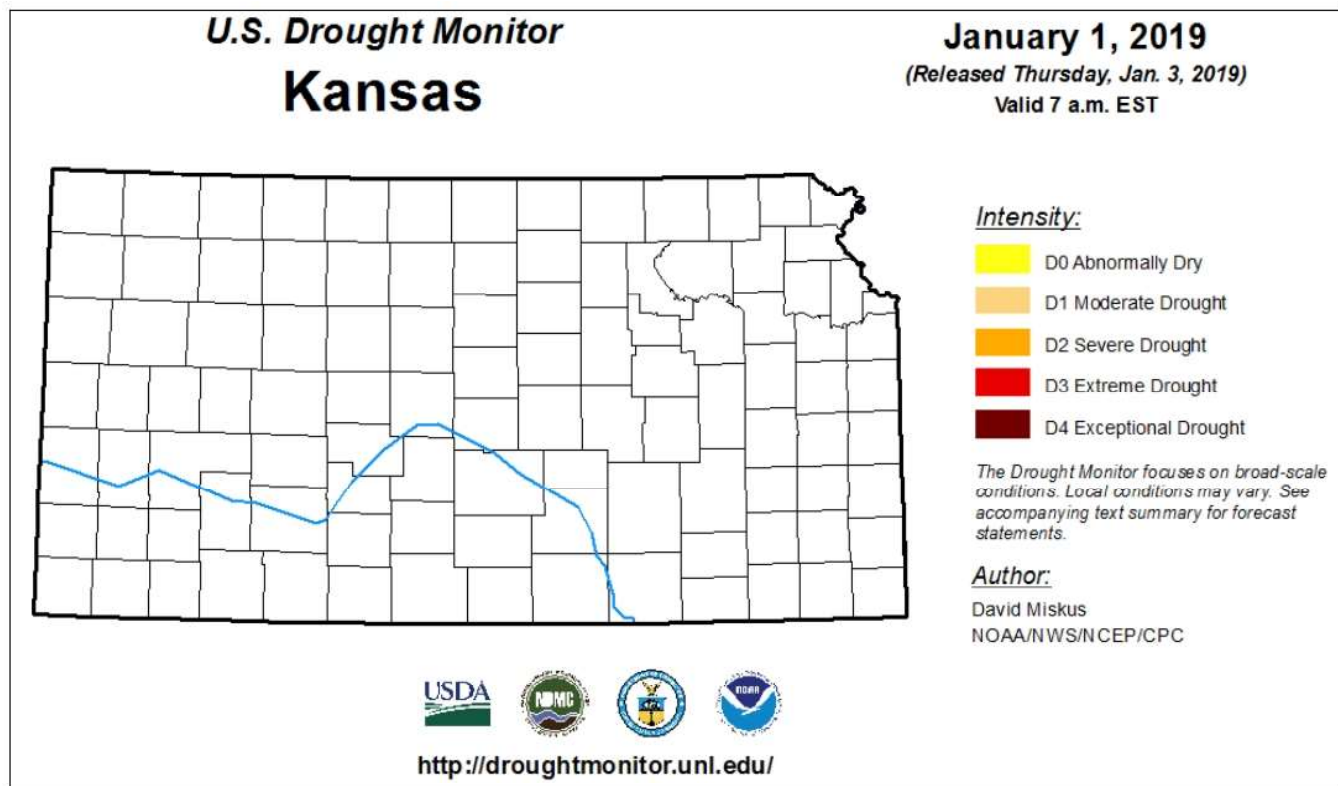 U.S. Drought Monitor
Kansas
January 1, 2019
(Released Thursday, Jan. 3, 2019)
Valid 7 a.m. EST
Intensity:
D0 Abnormally Dry
D1 Moderate Drought
D2 Severe Drought
D3 Extreme Drought
D4 Exceptional Drought
The Drought Monitor focuses on broad-scale
conditions. Local conditions may vary. See
accompanying text summary for forecast
statements.
Author:
David Miskus
NOAA/NWS/NCEP/CPC
USDA
NDMC
NOAA
http://droughtmonitor.unl.edu/